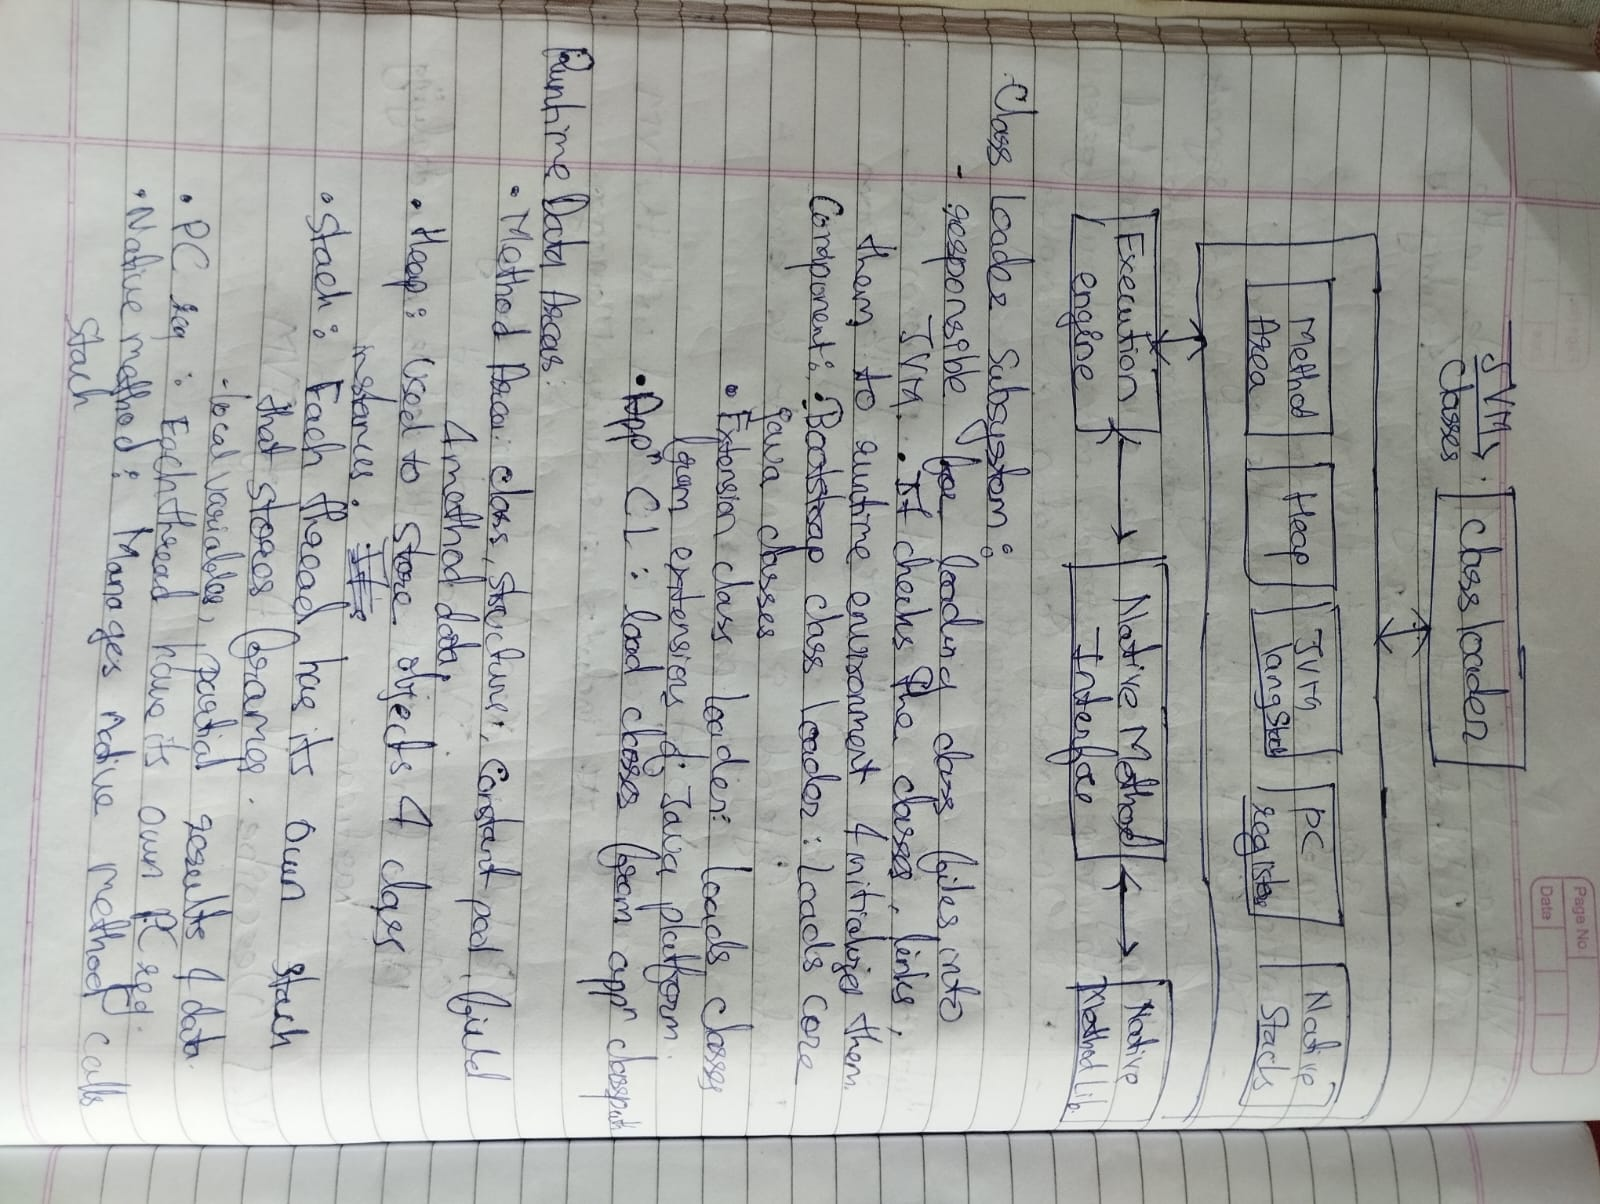 Page No
Date
JVM
Classes
Class loader
Method
Area
Heap
JVM
lang Stack
PC
register
Native
Stack
Execution
engine
Native Method
Interface
Native
Method Lib.
Class Loader Subsystem:
- responsible for loading class files into
JVM. • It checks the classes, links,
them to runtime environment & initializes them.
Component: • Bootstrap class loader: Loads core
java classes
• Extension class loader: loads classes
from extensions of Java platform.
• Appn CL: load classes from appn classpath
Runtime Data Areas:
• Method Area: class, structure, constant pool, field
& method data
• Heap: Used to store objects & class
instances.
• Stack: Each thread has its own stack
that stores frames.
- local variables, partial results & data.
• PC reg: Each thread have its own PC reg.
• Native method: Manages native method calls
stack